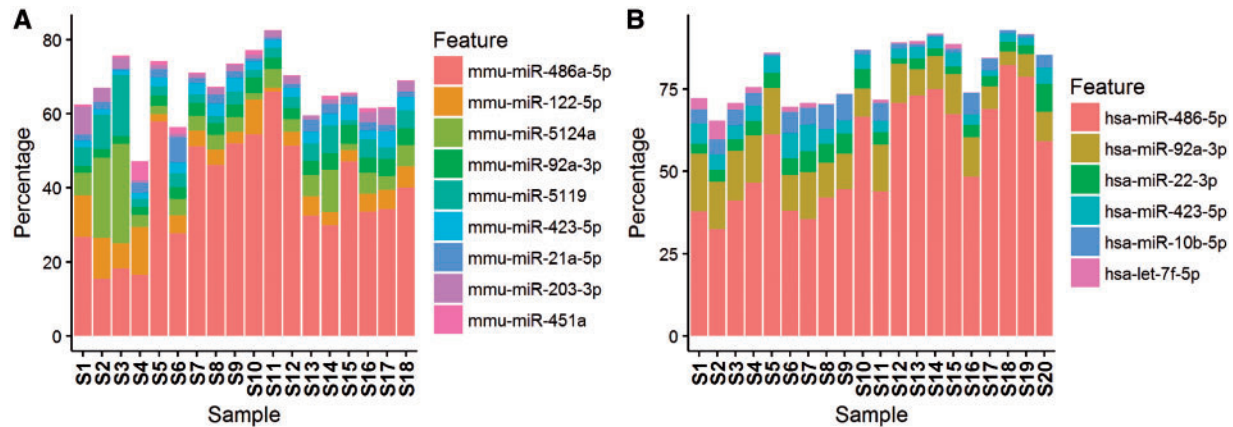 A
Percentage
80
60
40
20
0
S1
S2
S3
S4
S5
S6
S7
S8
S9
S10
S11
S12
S13
S14
S15
S16
S17
S18
Sample
Feature
mmu-miR-486a-5p
mmu-miR-122-5p
mmu-miR-5124a
mmu-miR-92a-3p
mmu-miR-5119
mmu-miR-423-5p
mmu-miR-21a-5p
mmu-miR-203-3p
mmu-miR-451a
B
Percentage
75
50
25
0
S1
S2
S3
S4
S5
S6
S7
S8
S9
S10
S11
S12
S13
S14
S15
S16
S17
S18
S19
S20
Sample
Feature
hsa-miR-486-5p
hsa-miR-92a-3p
hsa-miR-22-3p
hsa-miR-423-5p
hsa-miR-10b-5p
hsa-let-7f-5p